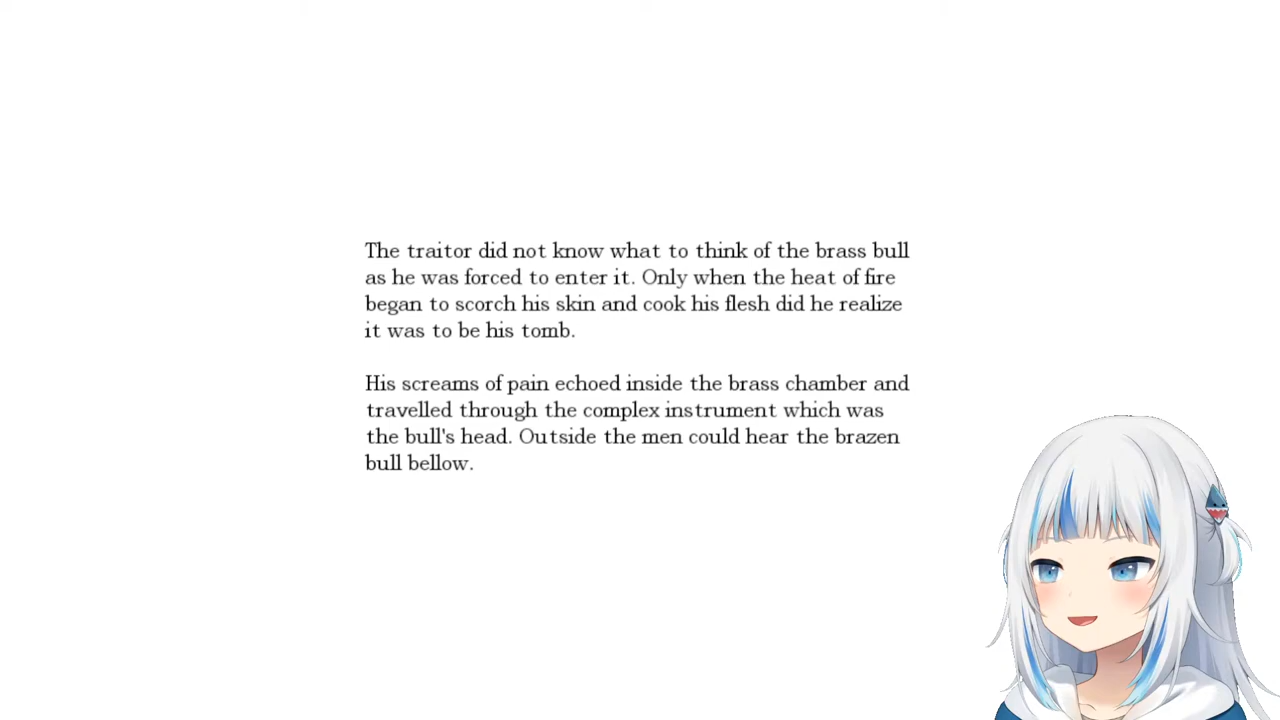 The traitor did not know what to think of the brass bull
as he was forced to enter it. Only when the heat of fire
began to scorch his skin and cook his flesh did he realize
it was to be his tomb.
His screams of pain echoed inside the brass chamber and
travelled through the complex instrument which was
the bull's head. Outside the men could hear the brazen
bull bellow.